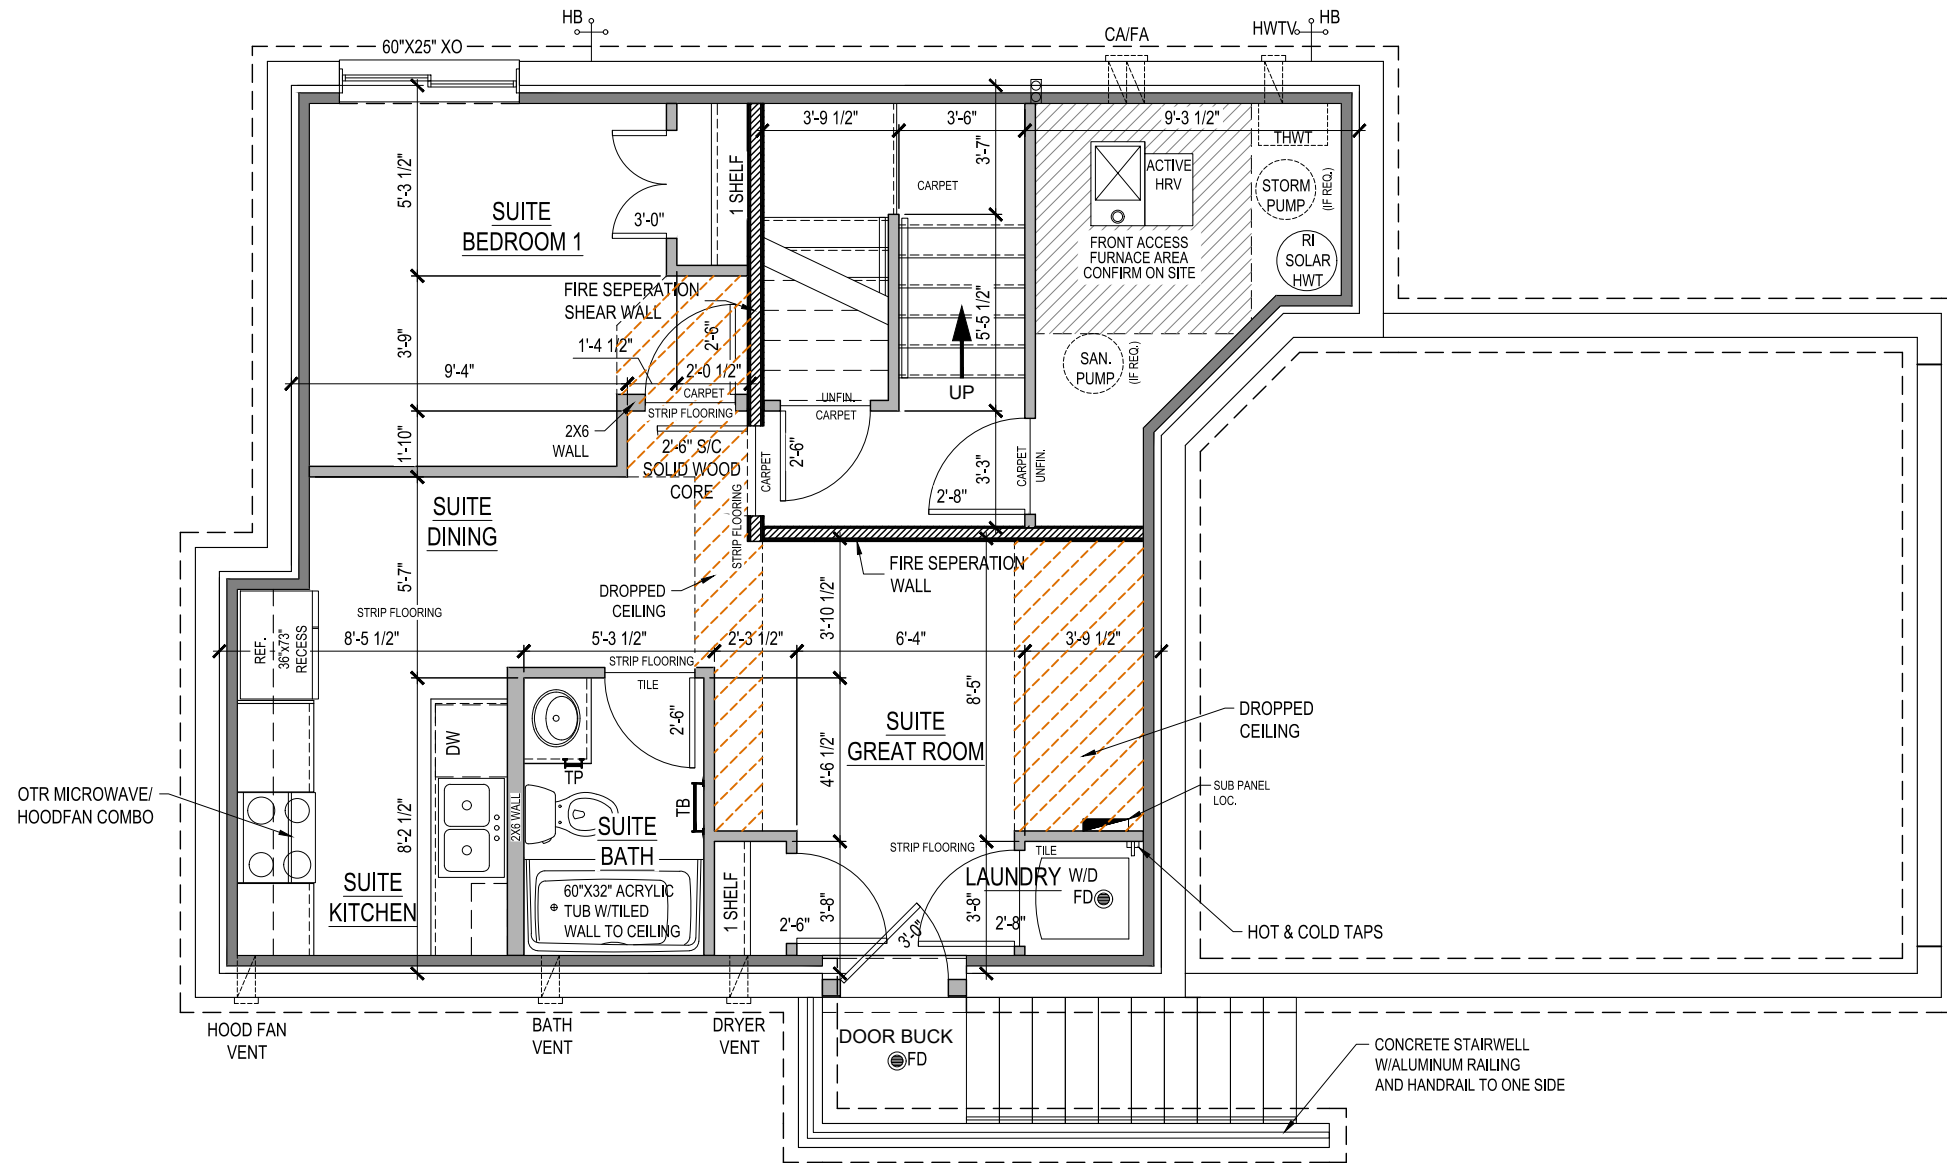 HB
HWTV
HB
60"X25" XO
CA/FA
3'-9 1/2"
3'-6"
9'-3 1/2"
THWT
3'-7"
ACTIVE
HRV
5'-3 1/2"
1 SHELF
CARPET
STORM
PUMP
(IF REQ.)
SUITE
BEDROOM 1
3'-0"
FRONT ACCESS
FURNACE AREA
CONFIRM ON SITE
RI
SOLAR
HWT
FIRE SEPERATION
SHEAR WALL
5'-5 1/2"
2'-6"
3'-9"
1'-4 1/2"
SAN.
PUMP
(IF REQ.)
9'-4"
2'-0 1/2"
CARPET
UP
UNFIN.
CARPET
STRIP FLOORING
2X6
WALL
1'-10"
2'-6" S/C
SOLID WOOD
CORE
CARPET
2'-6"
3'-3"
CARPET
UNFIN.
2'-8"
SUITE
DINING
STRIP FLOORING
FIRE SEPERATION
WALL
5'-7"
DROPPED
CEILING
3'-10 1/2"
STRIP FLOORING
REF.
36"X73"
RECESS
8'-5 1/2"
5'-3 1/2"
2'-3 1/2"
6'-4"
3'-9 1/2"
STRIP FLOORING
TILE
8'-5"
2'-6"
SUITE
GREAT ROOM
DROPPED
CEILING
DW
4'-6 1/2"
TP
SUB PANEL
LOC.
OTR MICROWAVE/
HOODFAN COMBO
2X6 WALL
TB
8'-2 1/2"
SUITE
BATH
STRIP FLOORING
TILE
SUITE
KITCHEN
60"X32" ACRYLIC
TUB W/TILED
WALL TO CEILING
1 SHELF
LAUNDRY
W/D
FD
2'-6"
3'-8"
3'-0"
3'-8"
2'-8"
HOT & COLD TAPS
HOOD FAN
VENT
BATH
VENT
DRYER
VENT
DOOR BUCK
FD
CONCRETE STAIRWELL
W/ALUMINUM RAILING
AND HANDRAIL TO ONE SIDE